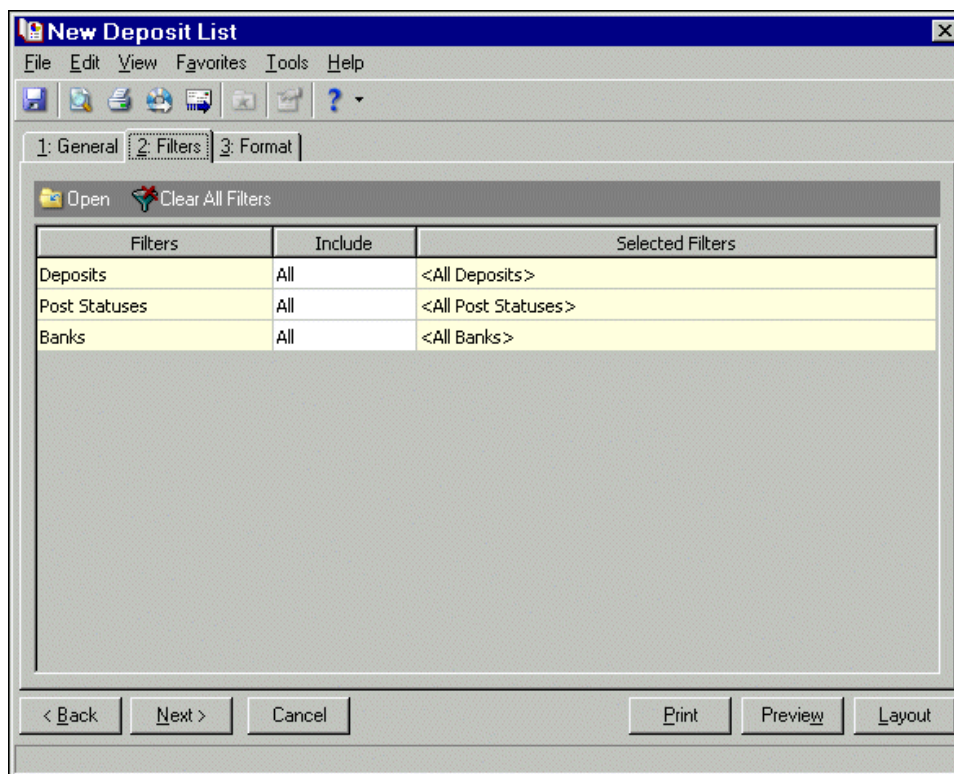 New Deposit List
File Edit View Favorites Tools Help
?
1: General 2: Filters 3: Format
Open Clear All Filters
Filters Include Selected Filters
Deposits All <All Deposits>
Post Statuses All <All Post Statuses>
Banks All <All Banks>
< Back Next > Cancel Print Preview Layout